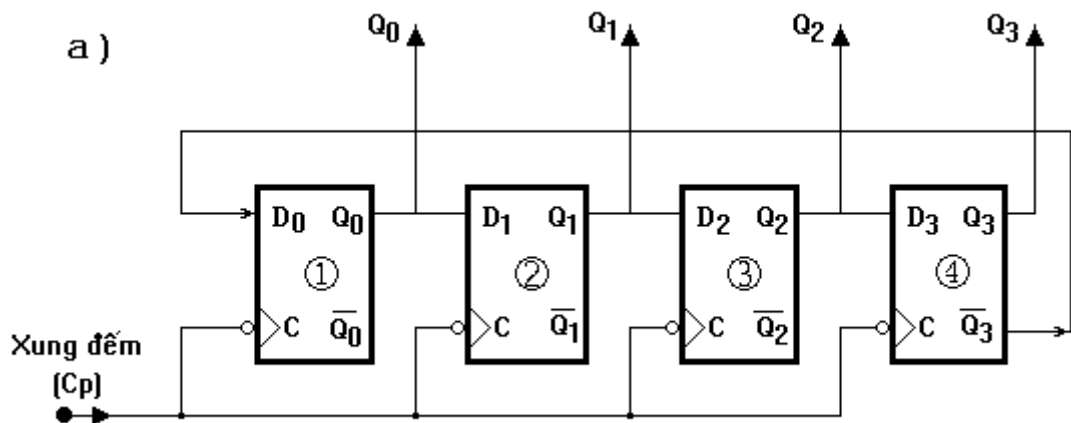 a)
Q0 Q1 Q2 Q3
D0 Q0 D1 Q1 D2 Q2 D3 Q3
① ② ③ ④
C Q̅0 C Q̅1 C Q̅2 C Q̅3
Xung đếm
(Cp)